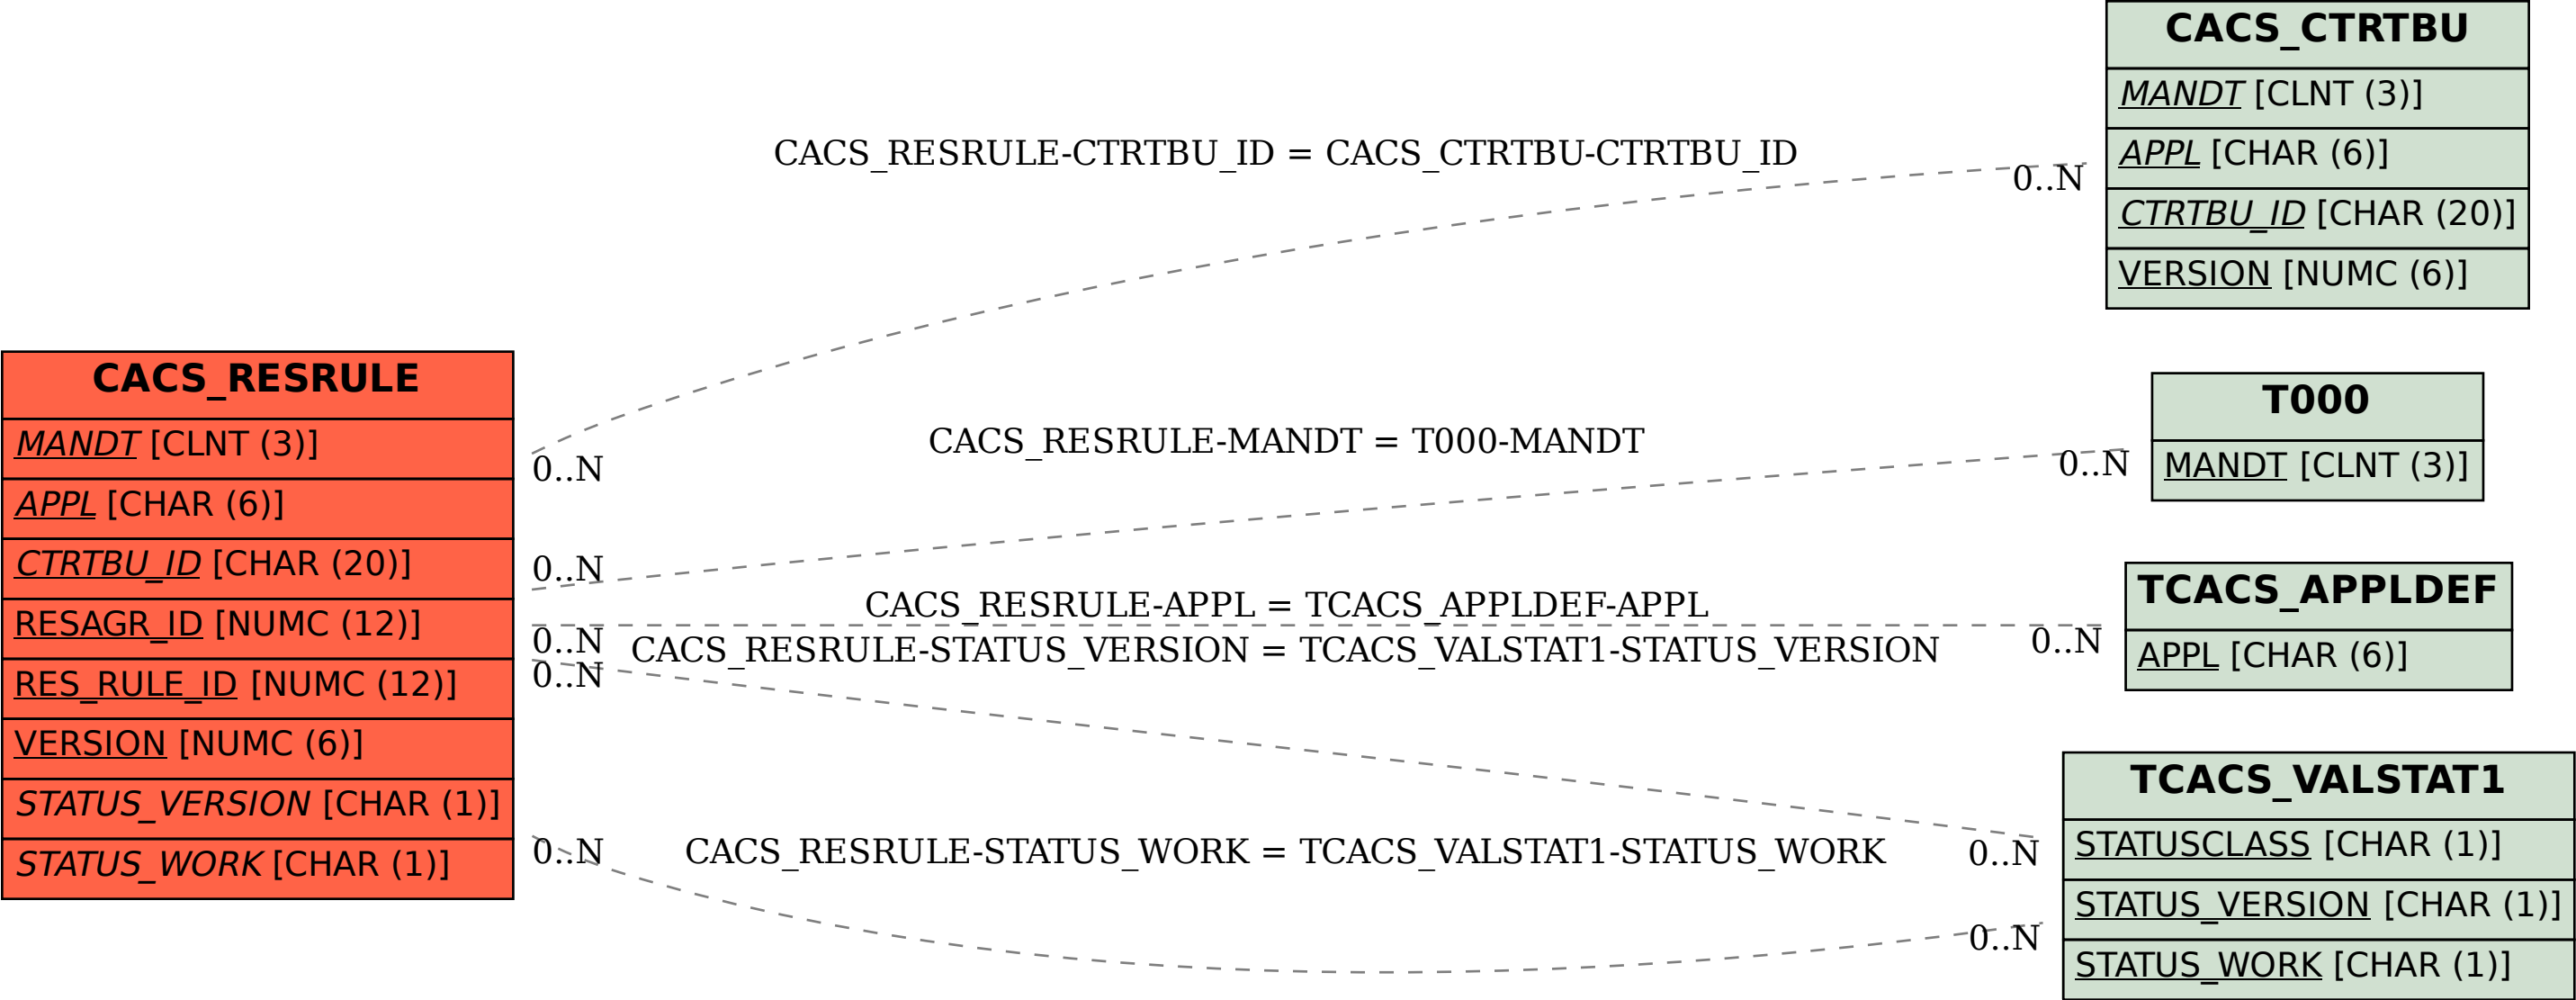 CACS_RESRULE
MANDT [CLNT (3)]
APPL [CHAR (6)]
CTRTBU_ID [CHAR (20)]
RESAGR_ID [NUMC (12)]
RES_RULE_ID [NUMC (12)]
VERSION [NUMC (6)]
STATUS_VERSION [CHAR (1)]
STATUS_WORK [CHAR (1)]
CACS_RESRULE-CTRTBU_ID = CACS_CTRTBU-CTRTBU_ID
0..N
0..N
CACS_RESRULE-MANDT = T000-MANDT
0..N
0..N
CACS_RESRULE-APPL = TCACS_APPLDEF-APPL
0..N
0..N
CACS_RESRULE-STATUS_VERSION = TCACS_VALSTAT1-STATUS_VERSION
0..N
0..N
CACS_RESRULE-STATUS_WORK = TCACS_VALSTAT1-STATUS_WORK
0..N
0..N
CACS_CTRTBU
MANDT [CLNT (3)]
APPL [CHAR (6)]
CTRTBU_ID [CHAR (20)]
VERSION [NUMC (6)]
T000
MANDT [CLNT (3)]
TCACS_APPLDEF
APPL [CHAR (6)]
TCACS_VALSTAT1
STATUSCLASS [CHAR (1)]
STATUS_VERSION [CHAR (1)]
STATUS_WORK [CHAR (1)]